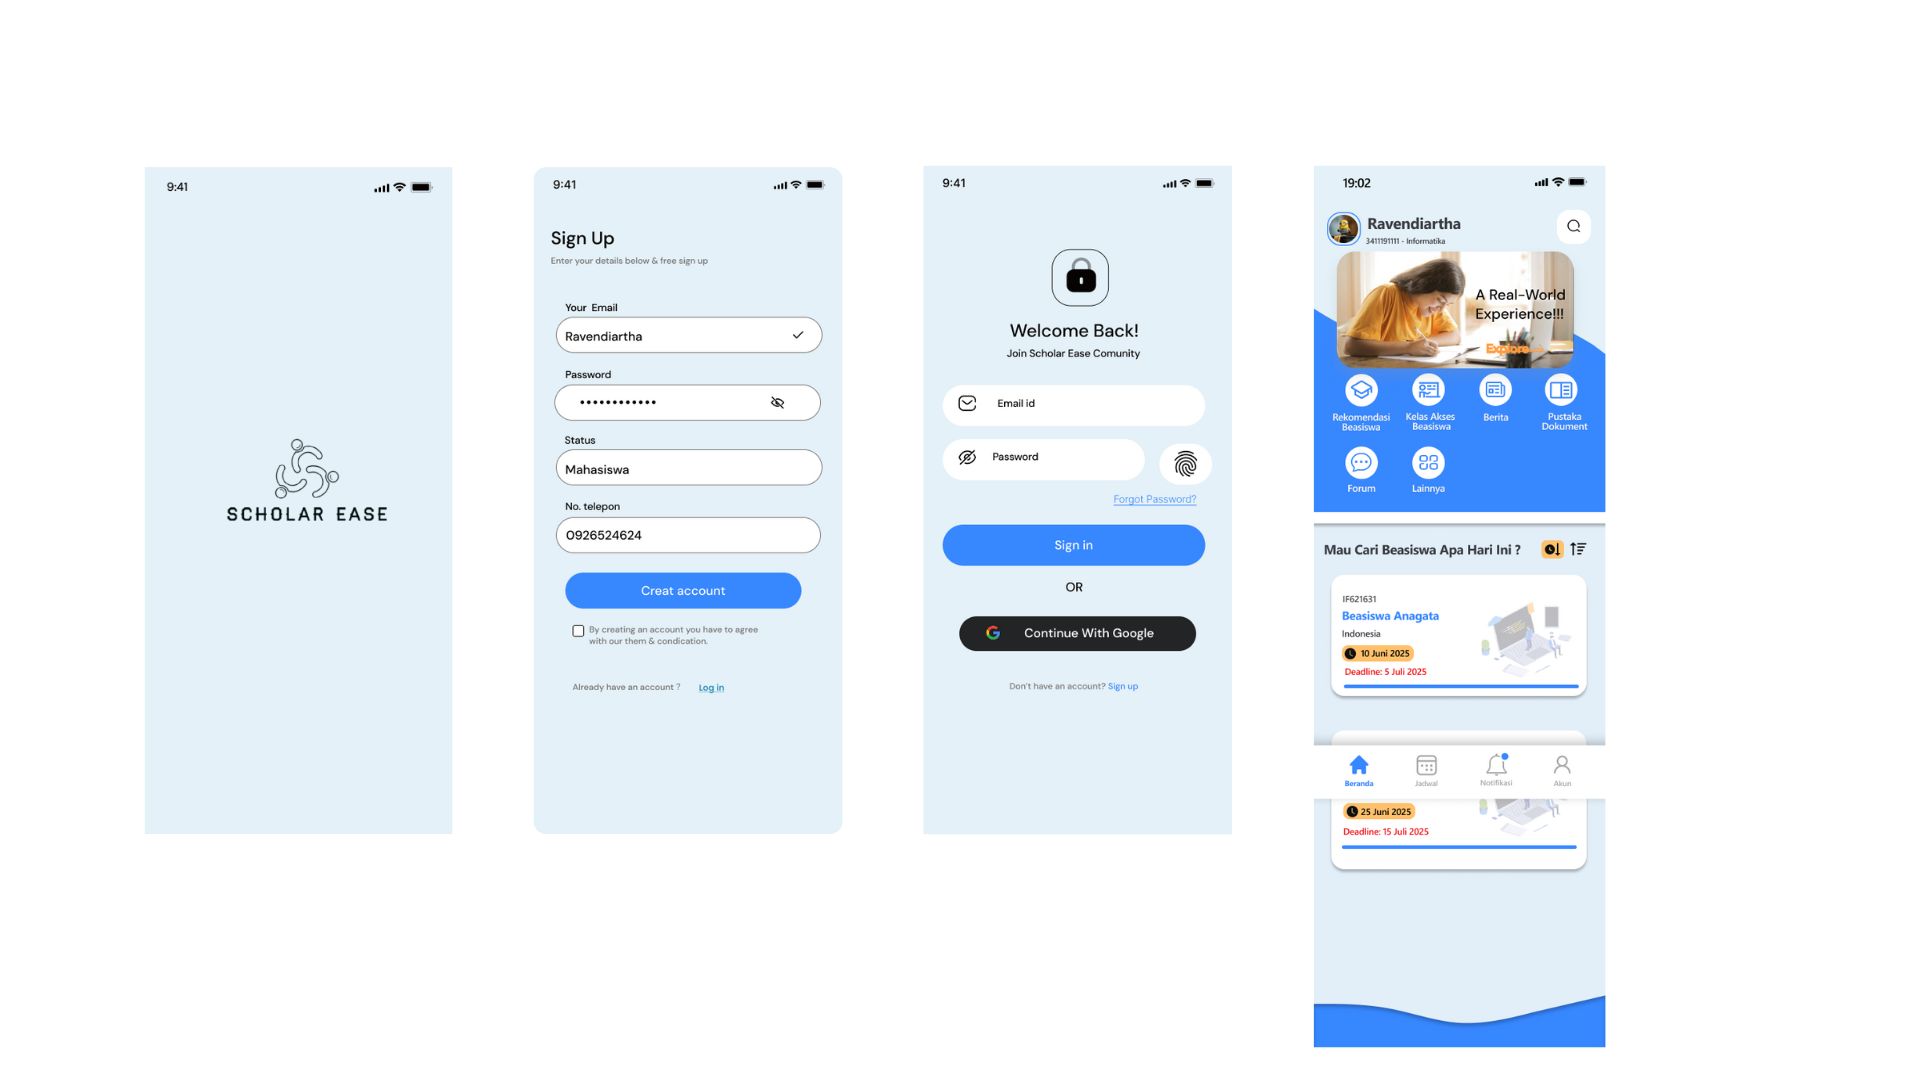 9:41
SCHOLAR EASE
9:41
Sign Up
Enter your details below & free sign up
Your Email
Ravendiartha
Password
••••••••••••
Status
Mahasiswa
No. telepon
0926524624
Creat account
By creating an account you have to agree
with our them & condication.
Already have an account ? Log in
9:41
Welcome Back!
Join Scholar Ease Comunity
Email id
Password
Forgot Password?
Sign in
OR
Continue With Google
Don't have an account? Sign up
19:02
Ravendiartha
3411191111 - Informatika
A Real-World
Experience!!!
Explore
Rekomendasi
Beasiswa
Kelas Akses
Beasiswa
Berita
Pustaka
Dokument
Forum
Lainnya
Mau Cari Beasiswa Apa Hari Ini ?
IF621631
Beasiswa Anagata
Indonesia
10 Juni 2025
Deadline: 5 Juli 2025
Beranda
Jadwal
Notifikasi
Akun
25 Juni 2025
Deadline: 15 Juli 2025